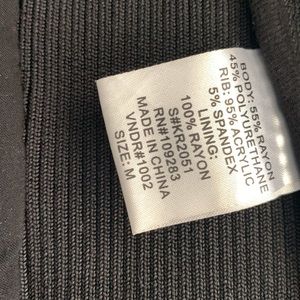 BODY: 55% RAYON
45% POLYURETHANE
RIB: 95% ACRYLIC
5% SPANDEX
LINING:
100% RAYON
S#KR2051
RN#109283
MADE IN CHINA
VNDR#1002
SIZE: M